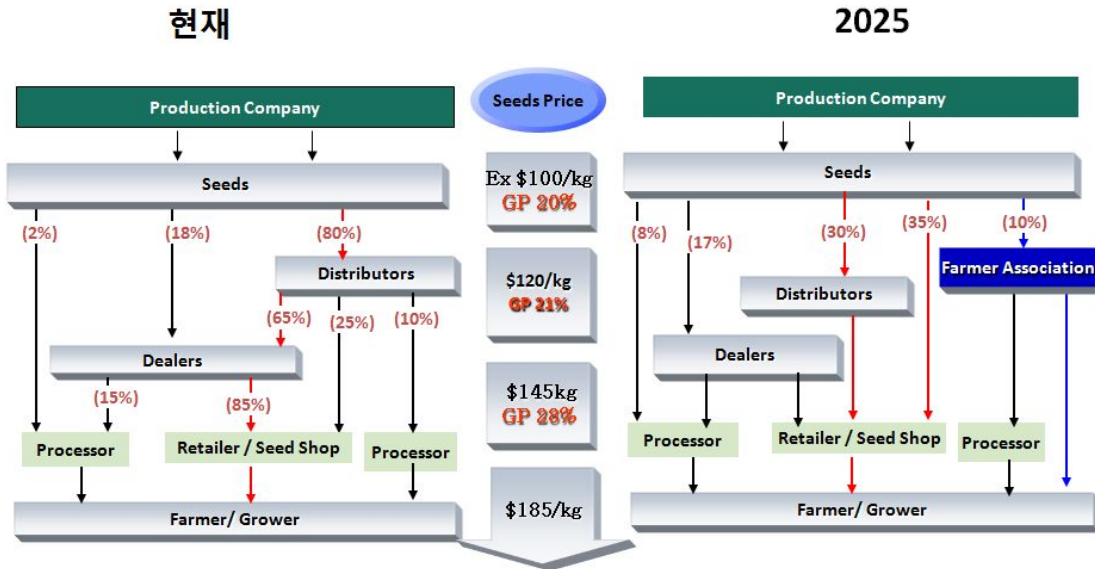 현재
2025
Production Company
Seeds Price
Production Company
Seeds
Ex $100/kg
GP 20%
Seeds
(2%)
(18%)
(80%)
(8%)
(17%)
(30%)
(35%)
(10%)
Distributors
$120/kg
GP 21%
Farmer Association
Distributors
(65%)
(25%)
(10%)
Dealers
Dealers
(15%)
(85%)
$145kg
GP 28%
Processor
Retailer / Seed Shop
Processor
Processor
Retailer / Seed Shop
Processor
Farmer/ Grower
$185/kg
Farmer/ Grower